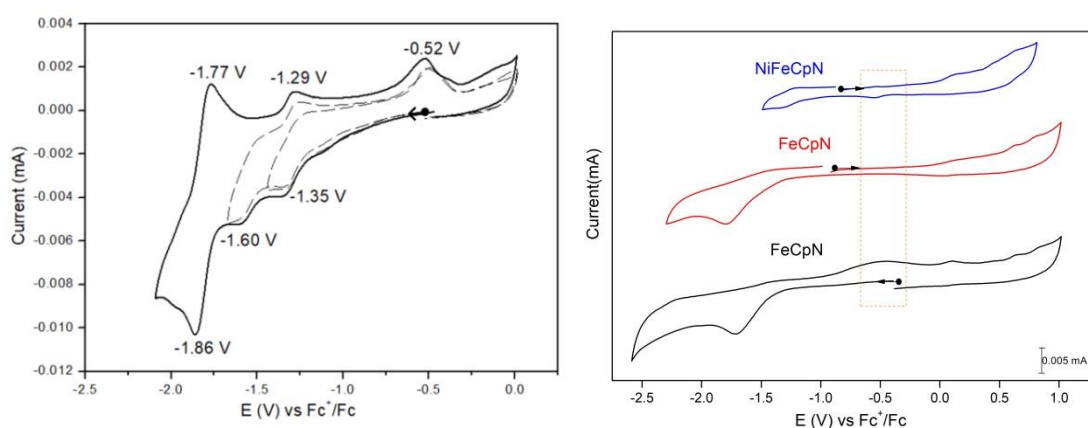 0.004
0.002
0.000
-0.002
-0.004
-0.006
-0.008
-0.010
-0.012
Current (mA)
-1.77 V
-1.29 V
-0.52 V
-1.35 V
-1.60 V
-1.86 V
-2.5
-2.0
-1.5
-1.0
-0.5
0.0
E (V) vs Fc⁺/Fc
Current(mA)
NiFeCpN
FeCpN
FeCpN
0.005 mA
-2.5
-2.0
-1.5
-1.0
-0.5
0.0
0.5
1.0
E (V) vs Fc⁺/Fc